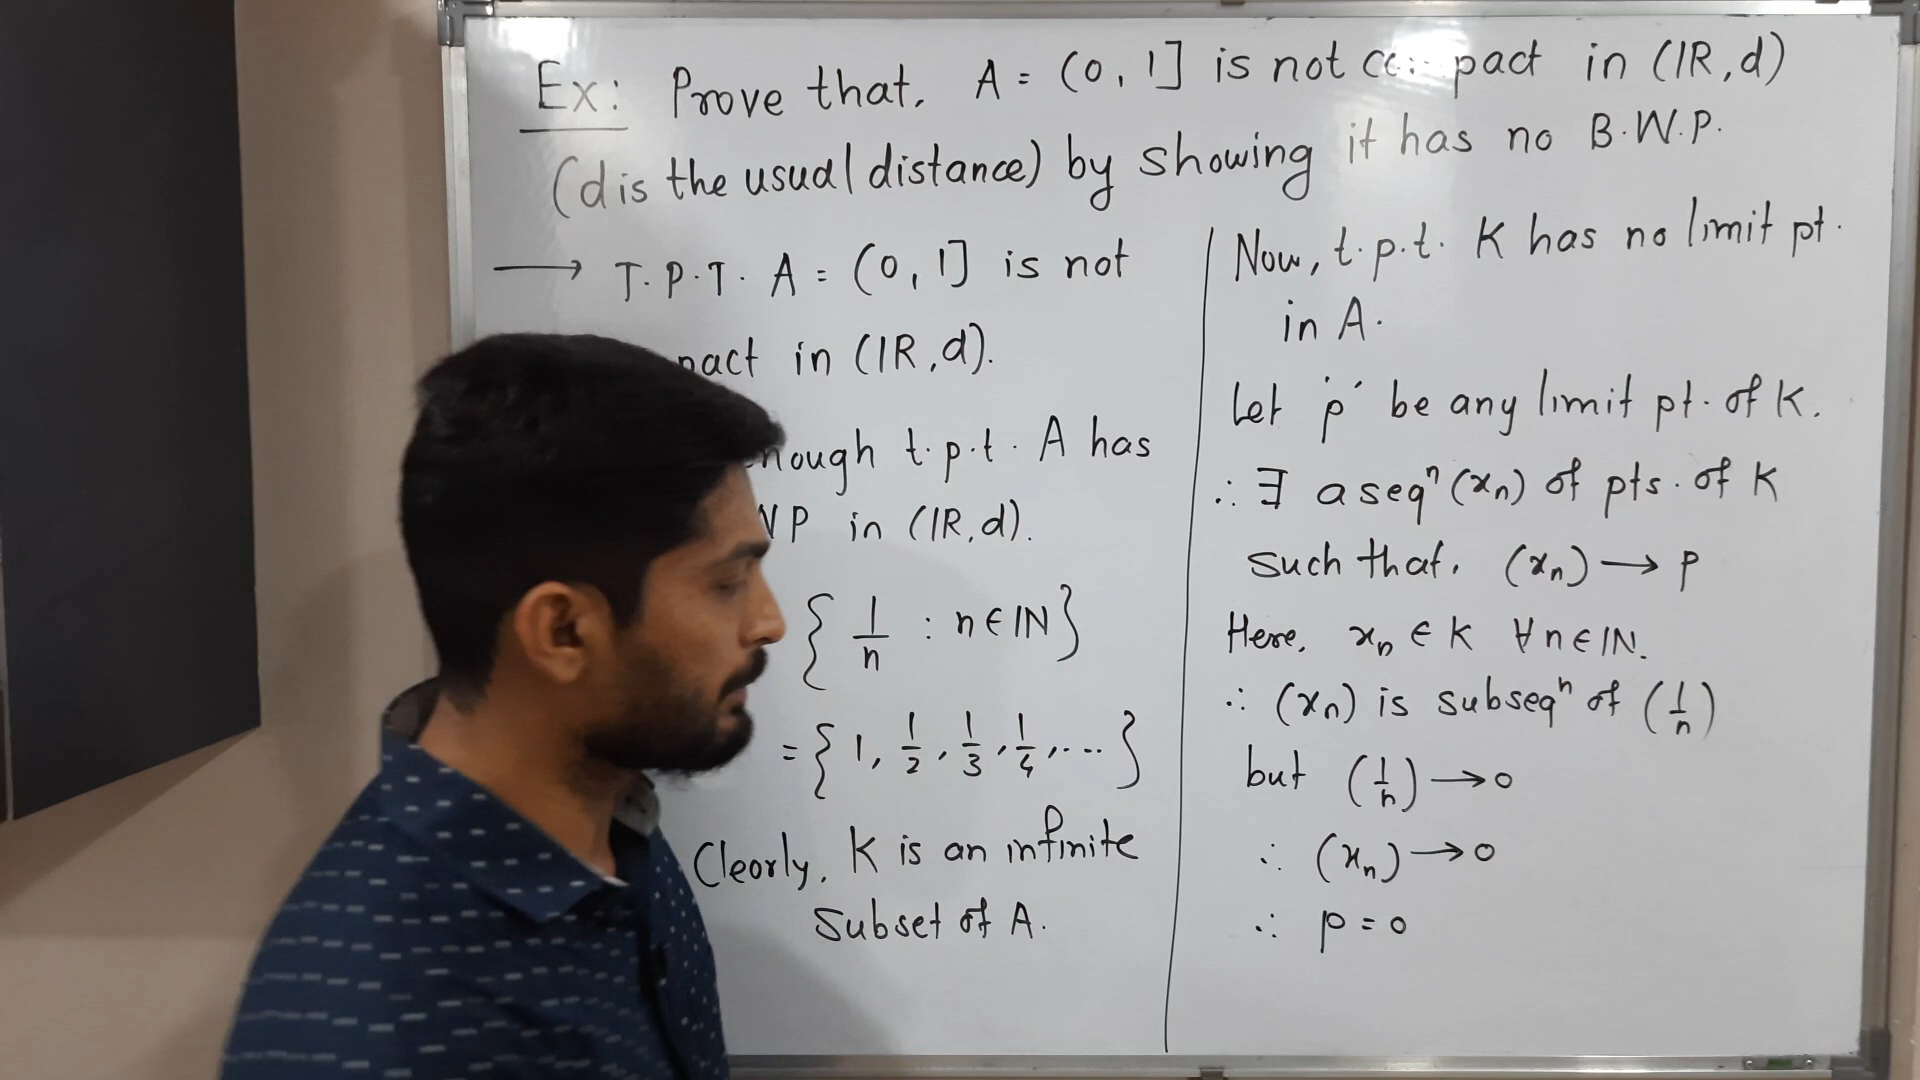 Ex: Prove that, A = (0, 1] is not pact in (IR, d)
(d is the usual distance) by showing it has no B.W.P.
→ T.P.T. A = (0, 1] is not
pact in (IR, d).
nough t.p.t. A has
P in (IR, d).
{ 1/n : n ∈ IN }
= { 1, 1/2, 1/3, 1/4, ... }
Clearly, K is an infinite
Subset of A.
Now, t.p.t. K has no limit pt.
in A.
Let 'p' be any limit pt. of K.
∴ ∃ a seqⁿ (xₙ) of pts. of K
such that, (xₙ) → p
Here, xₙ ∈ K ∀ n ∈ IN.
∴ (xₙ) is subseqⁿ of (1/n)
but (1/n) → 0
∴ (xₙ) → 0
∴ p = 0